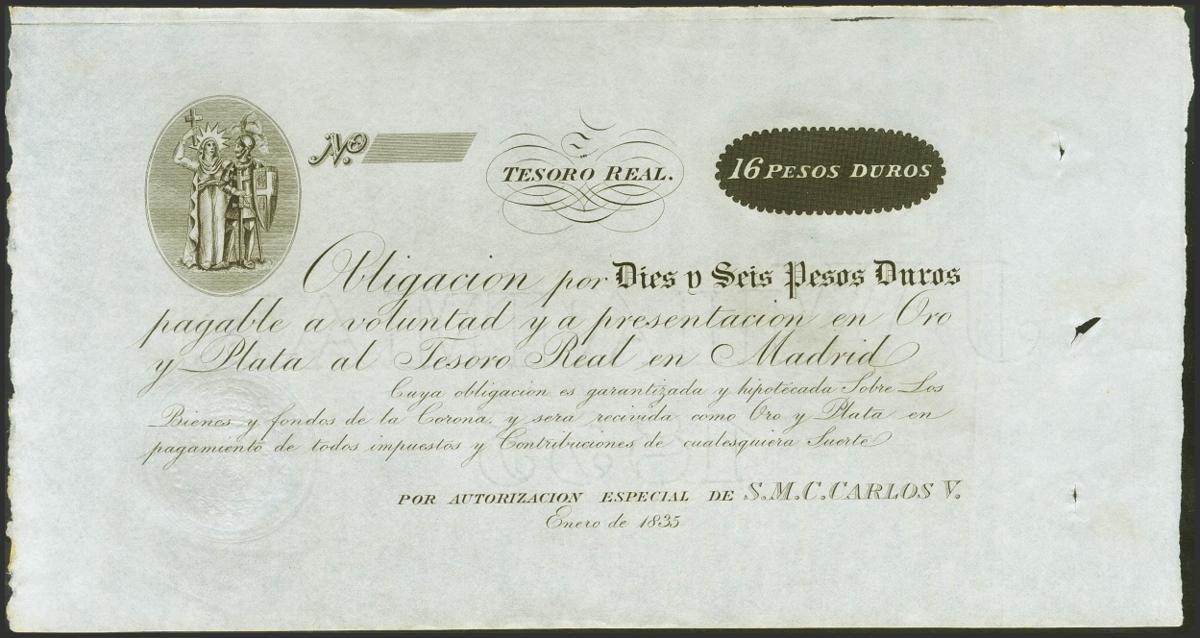 No.
TESORO REAL.
16 PESOS DUROS
Obligacion por Dies y Seis Pesos Duros
pagable a voluntad y a presentacion en Oro
y Plata al Tesoro Real en Madrid
Cuya obligacion es garantizada y hipotécada Sobre Los
Bienes y fondos de la Corona, y sera recivida como Oro y Plata en
pagamiento de todos impuestos y Contribuciones de cualesquiera Suerte
POR AUTORIZACION ESPECIAL DE S.M.C. CARLOS V.
Enero de 1835